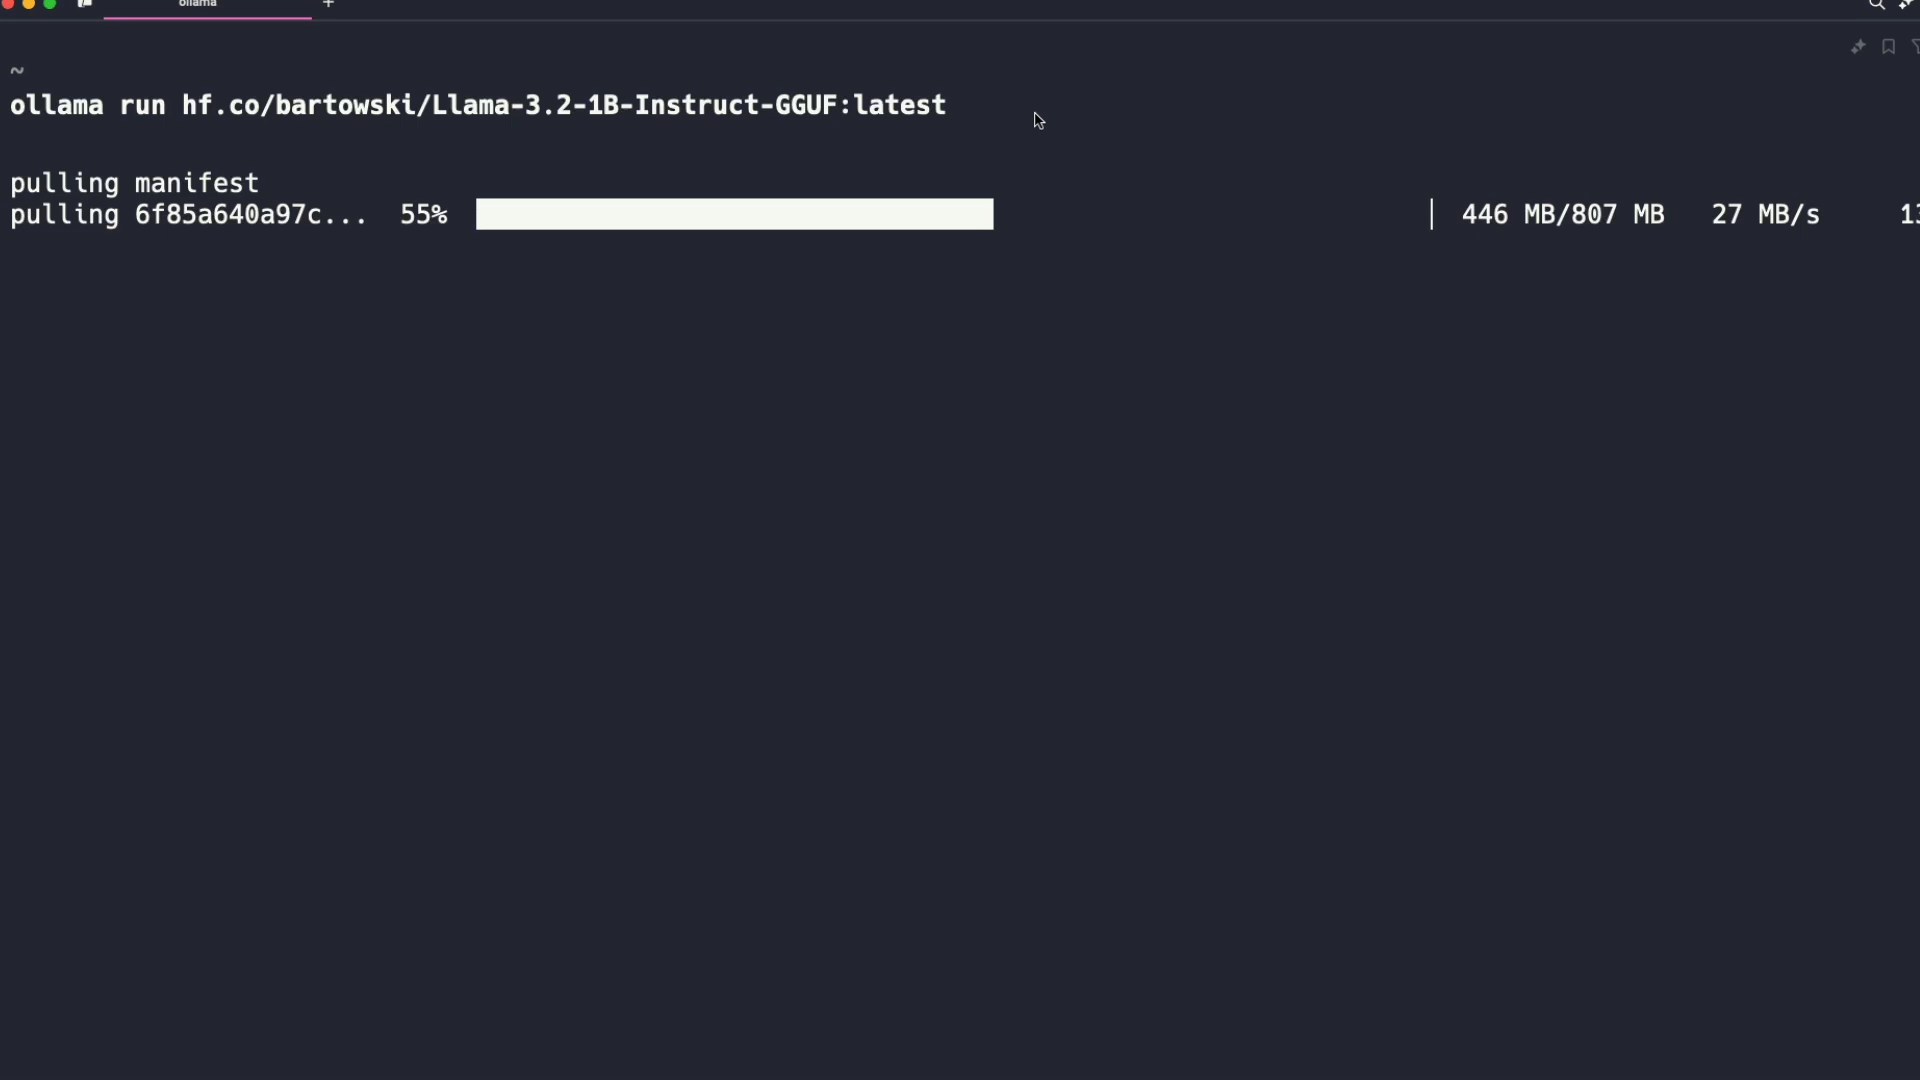 ollama
~
ollama run hf.co/bartowski/Llama-3.2-1B-Instruct-GGUF:latest
pulling manifest
pulling 6f85a640a97c... 55% 446 MB/807 MB 27 MB/s